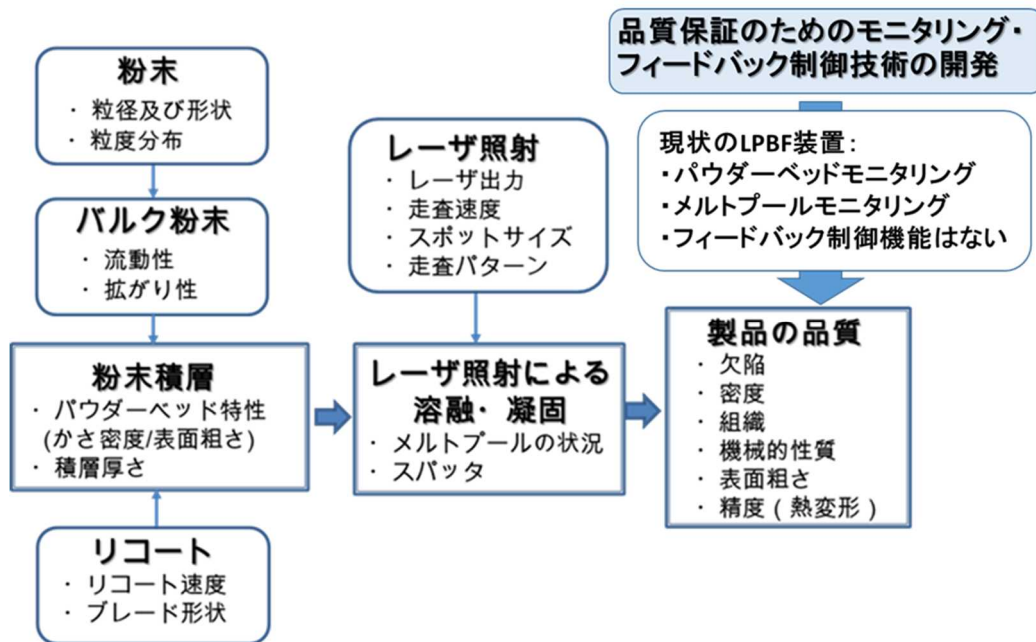 粉末
・ 粒径及び形状
・ 粒度分布
バルク粉末
・ 流動性
・ 拡がり性
粉末積層
・ パウダーベッド特性
(かさ密度/表面粗さ)
・ 積層厚さ
リコート
・ リコート速度
・ ブレード形状
レーザ照射
・ レーザ出力
・ 走査速度
・ スポットサイズ
・ 走査パターン
レーザ照射による
溶融・凝固
・ メルトプールの状況
・ スパッタ
品質保証のためのモニタリング・
フィードバック制御技術の開発
現状のLPBF装置:
・パウダーベッドモニタリング
・メルトプールモニタリング
・フィードバック制御機能はない
製品の品質
・ 欠陥
・ 密度
・ 組織
・ 機械的性質
・ 表面粗さ
・ 精度 ( 熱変形 )